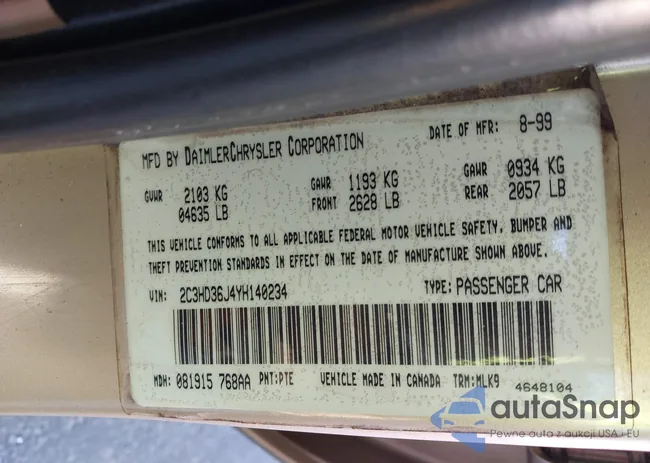 MFD BY DAIMLERCHRYSLER CORPORATION DATE OF MFR: 8-99
GVWR 2103 KG GAWR 1193 KG GAWR 0934 KG
04635 LB FRONT 2628 LB REAR 2057 LB
THIS VEHICLE CONFORMS TO ALL APPLICABLE FEDERAL MOTOR VEHICLE SAFETY, BUMPER AND
THEFT PREVENTION STANDARDS IN EFFECT ON THE DATE OF MANUFACTURE SHOWN ABOVE.
VIN: 2C3HD36J4YH140234 TYPE: PASSENGER CAR
MDH: 081915 768AA PNT:PTE VEHICLE MADE IN CANADA TRM:MLK9 4648104
autoSnap
Pewne auta z aukcji USA i EU